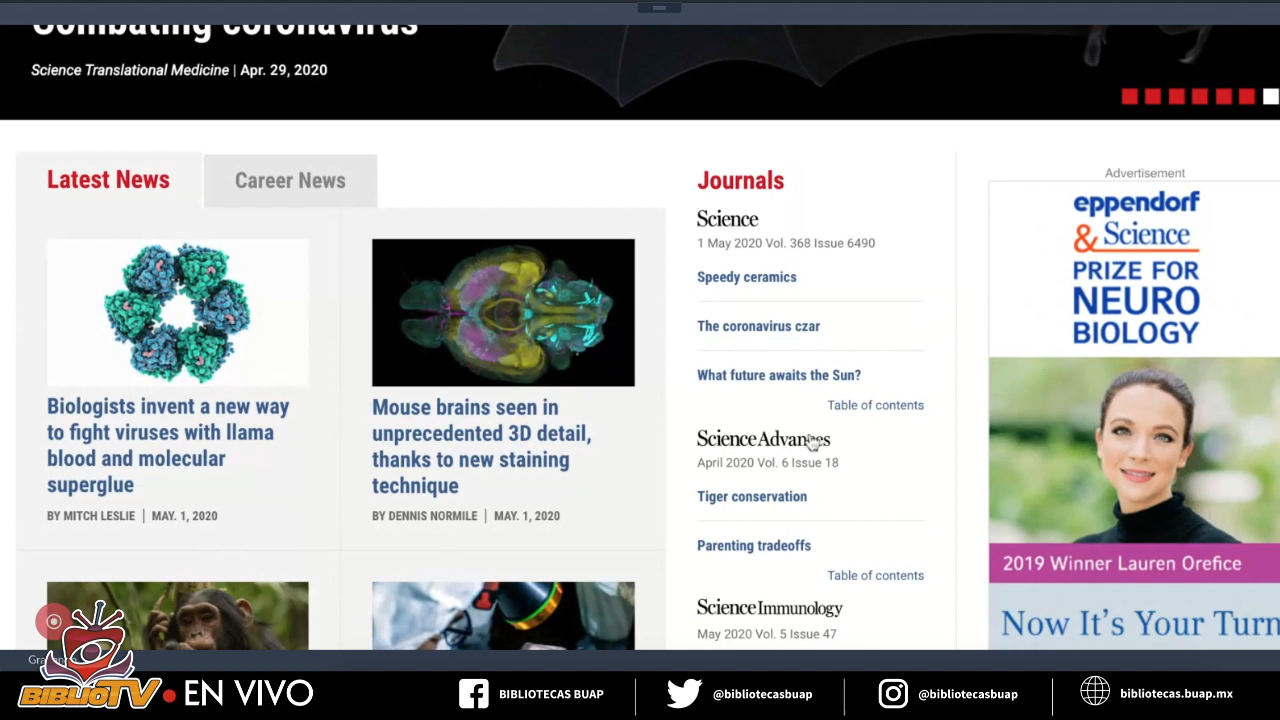 Combating coronavirus
Science Translational Medicine | Apr. 29, 2020
Latest News
Career News
Biologists invent a new way
to fight viruses with llama
blood and molecular
superglue
BY MITCH LESLIE | MAY. 1, 2020
Mouse brains seen in
unprecedented 3D detail,
thanks to new staining
technique
BY DENNIS NORMILE | MAY. 1, 2020
Journals
Science
1 May 2020 Vol. 368 Issue 6490
Speedy ceramics
The coronavirus czar
What future awaits the Sun?
Table of contents
Science Advances
April 2020 Vol. 6 Issue 18
Tiger conservation
Parenting tradeoffs
Table of contents
Science Immunology
May 2020 Vol. 5 Issue 47
Advertisement
eppendorf
& Science
PRIZE FOR
NEURO
BIOLOGY
2019 Winner Lauren Orefice
Now It's Your Turn
BIBLIOTV
EN VIVO
BIBLIOTECAS BUAP
@bibliotecasbuap
@bibliotecasbuap
bibliotecas.buap.mx